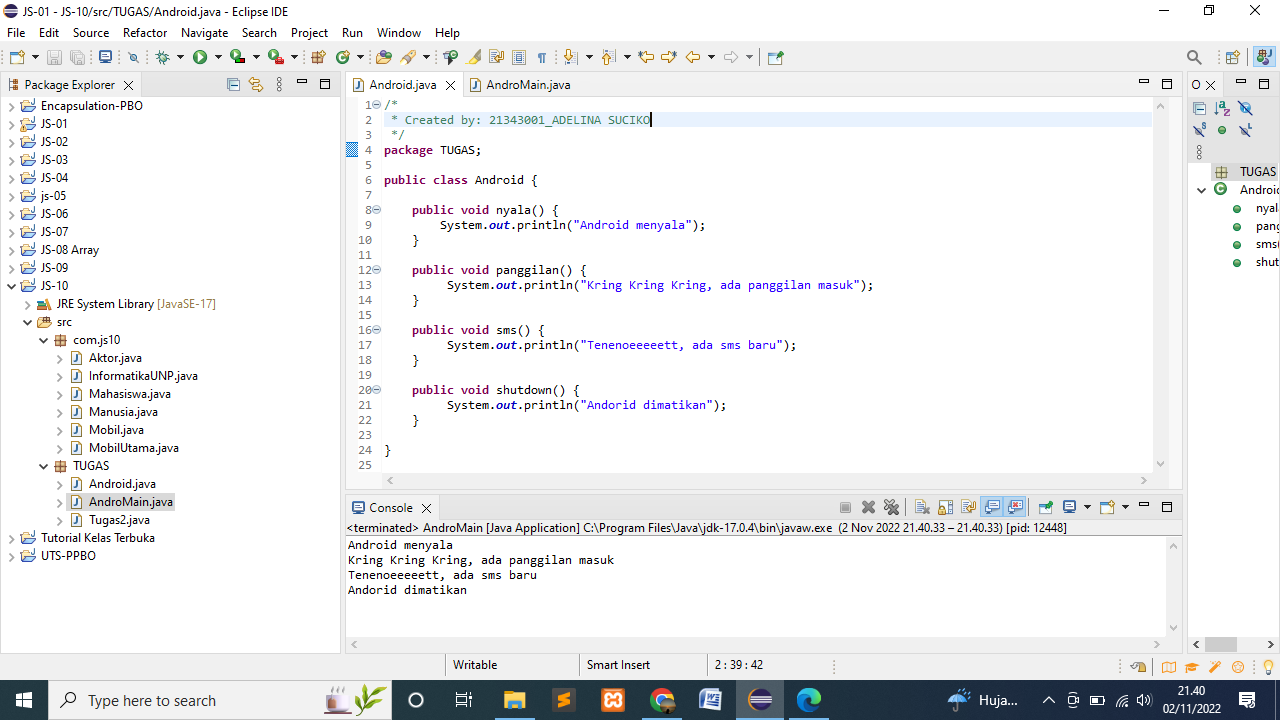 JS-01 - JS-10/src/TUGAS/Android.java - Eclipse IDE
File Edit Source Refactor Navigate Search Project Run Window Help
Package Explorer
Encapsulation-PBO
JS-01
JS-02
JS-03
JS-04
js-05
JS-06
JS-07
JS-08 Array
JS-09
JS-10
JRE System Library [JavaSE-17]
src
com.js10
Aktor.java
InformatikaUNP.java
Mahasiswa.java
Manusia.java
Mobil.java
MobilUtama.java
TUGAS
Android.java
AndroMain.java
Tugas2.java
Tutorial Kelas Terbuka
UTS-PPBO
Android.java AndroMain.java
1 /*
2 * Created by: 21343001_ADELINA SUCIKO
3 */
4 package TUGAS;
5
6 public class Android {
7
8 public void nyala() {
9 System.out.println("Android menyala");
10 }
11
12 public void panggilan() {
13 System.out.println("Kring Kring Kring, ada panggilan masuk");
14 }
15
16 public void sms() {
17 System.out.println("Tenenoeeeeett, ada sms baru");
18 }
19
20 public void shutdown() {
21 System.out.println("Andorid dimatikan");
22 }
23
24 }
25
O
TUGAS
Android
nyala
pang
sms(
shut
Console
<terminated> AndroMain [Java Application] C:\Program Files\Java\jdk-17.0.4\bin\javaw.exe (2 Nov 2022 21.40.33 – 21.40.33) [pid: 12448]
Android menyala
Kring Kring Kring, ada panggilan masuk
Tenenoeeeeett, ada sms baru
Andorid dimatikan
Writable Smart Insert 2 : 39 : 42
Type here to search
Huja...
21.40
02/11/2022